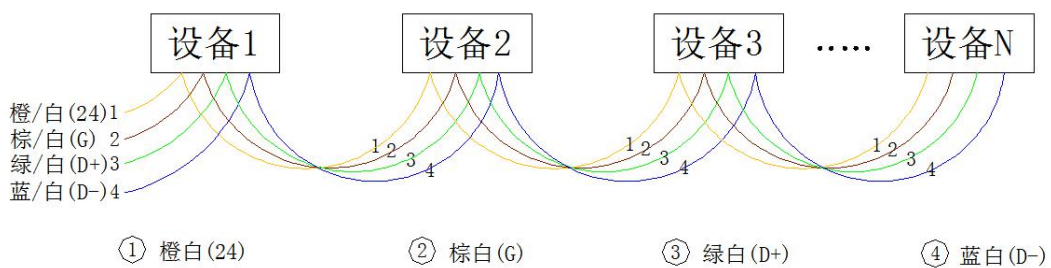 设备1 设备2 设备3 …… 设备N
橙/白(24)1
棕/白(G) 2
绿/白(D+)3
蓝/白(D-)4
1 2 3 4 1 2 3 4 1 2 3 4
① 橙白(24) ② 棕白(G) ③ 绿白(D+) ④ 蓝白(D-)